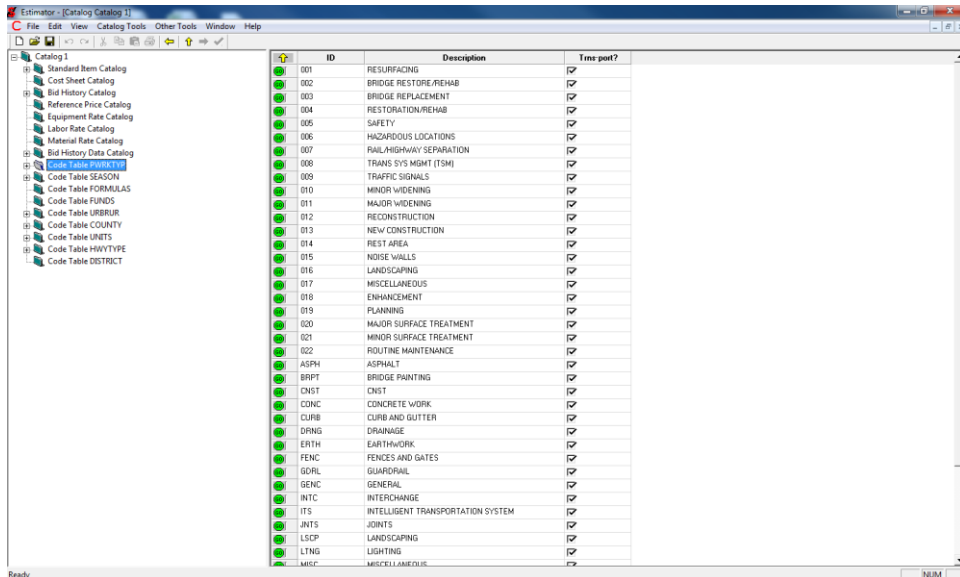 Estimator - [Catalog Catalog 1]
File Edit View Catalog Tools Other Tools Window Help
Catalog 1
Standard Item Catalog
Cost Sheet Catalog
Bid History Catalog
Reference Price Catalog
Equipment Rate Catalog
Labor Rate Catalog
Material Rate Catalog
Bid History Data Catalog
Code Table PWRKTYP
Code Table SEASON
Code Table FORMULAS
Code Table FUNDS
Code Table URBRUR
Code Table COUNTY
Code Table UNITS
Code Table HWYTYPE
Code Table DISTRICT
ID Description Trns·port?
001 RESURFACING
002 BRIDGE RESTORE/REHAB
003 BRIDGE REPLACEMENT
004 RESTORATION/REHAB
005 SAFETY
006 HAZARDOUS LOCATIONS
007 RAIL/HIGHWAY SEPARATION
008 TRANS SYS MGMT (TSM)
009 TRAFFIC SIGNALS
010 MINOR WIDENING
011 MAJOR WIDENING
012 RECONSTRUCTION
013 NEW CONSTRUCTION
014 REST AREA
015 NOISE WALLS
016 LANDSCAPING
017 MISCELLANEOUS
018 ENHANCEMENT
019 PLANNING
020 MAJOR SURFACE TREATMENT
021 MINOR SURFACE TREATMENT
022 ROUTINE MAINTENANCE
ASPH ASPHALT
BRPT BRIDGE PAINTING
CNST CNST
CONC CONCRETE WORK
CURB CURB AND GUTTER
DRNG DRAINAGE
ERTH EARTHWORK
FENC FENCES AND GATES
GDRL GUARDRAIL
GENC GENERAL
INTC INTERCHANGE
ITS INTELLIGENT TRANSPORTATION SYSTEM
JNTS JOINTS
LSCP LANDSCAPING
LTNG LIGHTING
MISC MISCELLANEOUS
Ready NUM